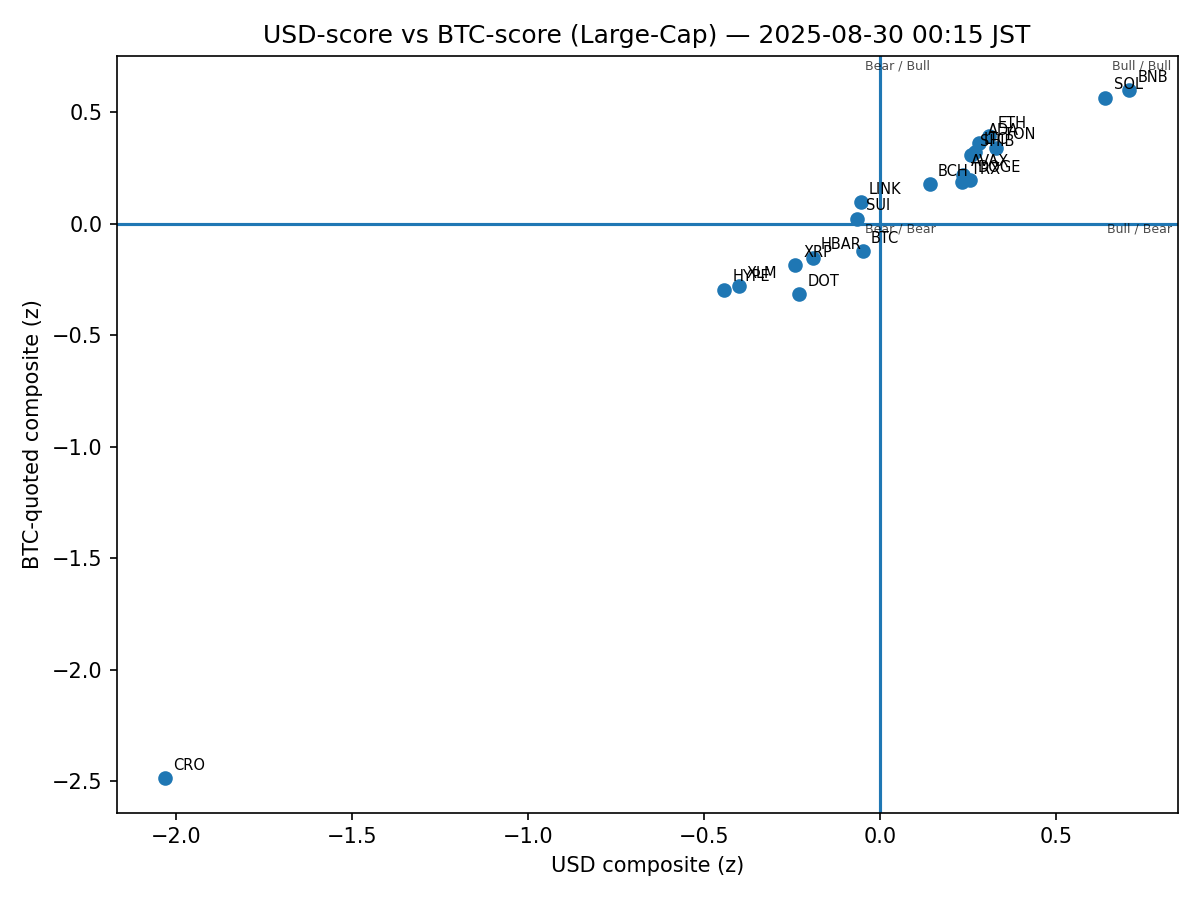 USD-score vs BTC-score (Large-Cap) — 2025-08-30 00:15 JST
Bear / Bull
Bull / Bull
BNB
SOL
0.5
ETH
ADA
TON
SHIB
AVAX
DOGE
TRX
BCH
LINK
SUI
0.0
Bear / Bear
Bull / Bear
BTC
HBAR
XRP
XLM
HYPE
DOT
−0.5
−1.0
−1.5
−2.0
CRO
−2.5
−2.0
−1.5
−1.0
−0.5
0.0
0.5
USD composite (z)
BTC-quoted composite (z)